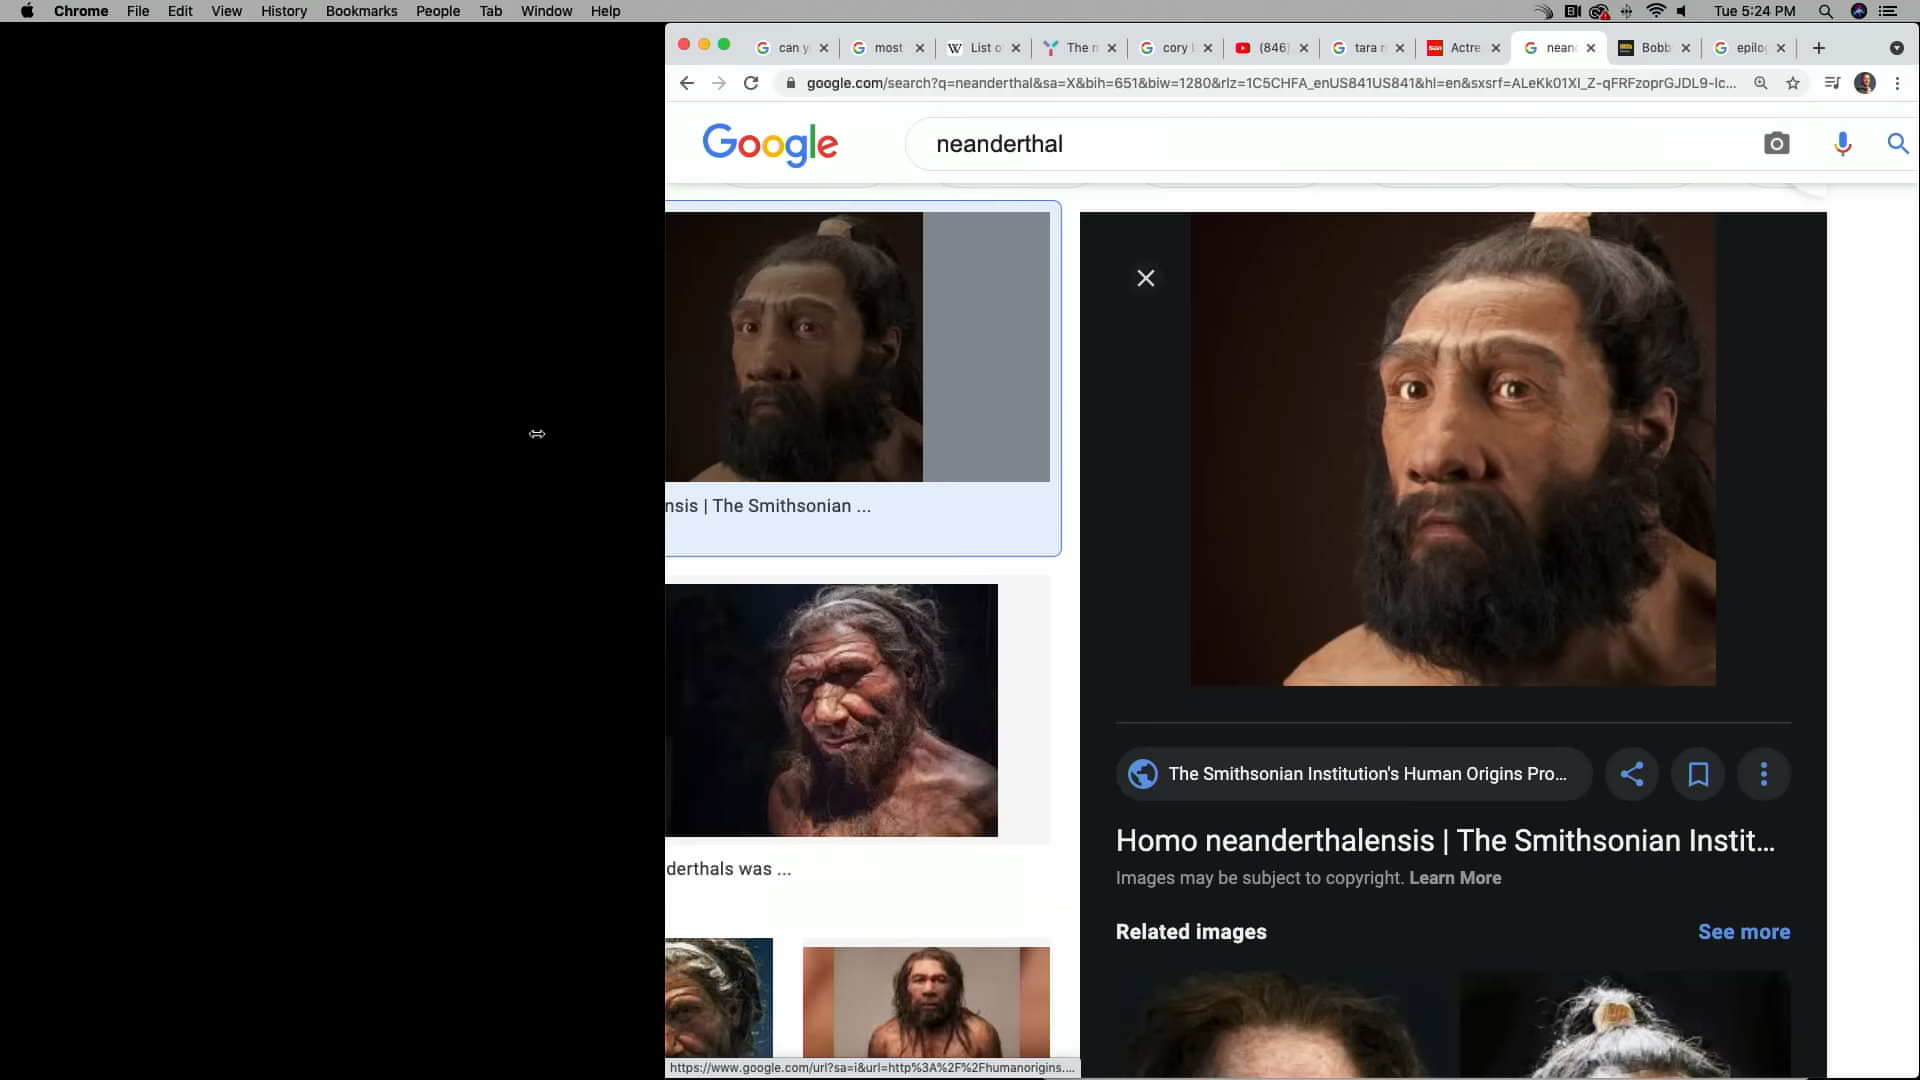 Chrome File Edit View History Bookmarks People Tab Window Help
Tue 5:24 PM
can y
most
List o
The n
cory
(846)
tara r
Actre
nean
Bobb
epilog
google.com/search?q=neanderthal&sa=X&bih=651&biw=1280&rlz=1C5CHFA_enUS841US841&hl=en&sxsrf=ALeKk01XI_Z-qFRFzoprGJDL9-lc...
Google
neanderthal
nsis | The Smithsonian ...
derthals was ...
The Smithsonian Institution's Human Origins Pro...
Homo neanderthalensis | The Smithsonian Instit...
Images may be subject to copyright. Learn More
Related images
See more
https://www.google.com/url?sa=i&url=http%3A%2F%2Fhumanorigins....